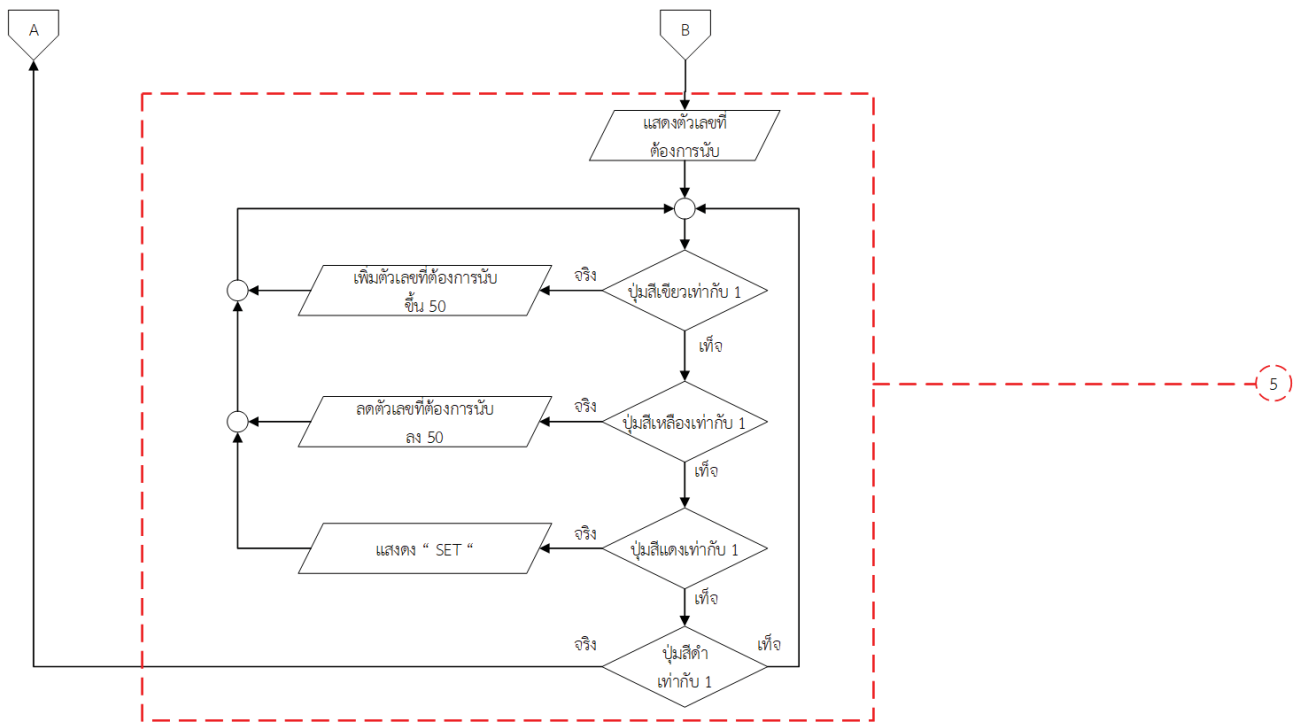 A
B
แสดงตัวเลขที่
ต้องการนับ
เพิ่มตัวเลขที่ต้องการนับ
ขึ้น 50
จริง
ปุ่มสีเขียวเท่ากับ 1
เท็จ
5
ลดตัวเลขที่ต้องการนับ
ลง 50
จริง
ปุ่มสีเหลืองเท่ากับ 1
เท็จ
แสงดง “ SET “
จริง
ปุ่มสีแดงเท่ากับ 1
เท็จ
จริง
ปุ่มสีดำ
เท่ากับ 1
เท็จ